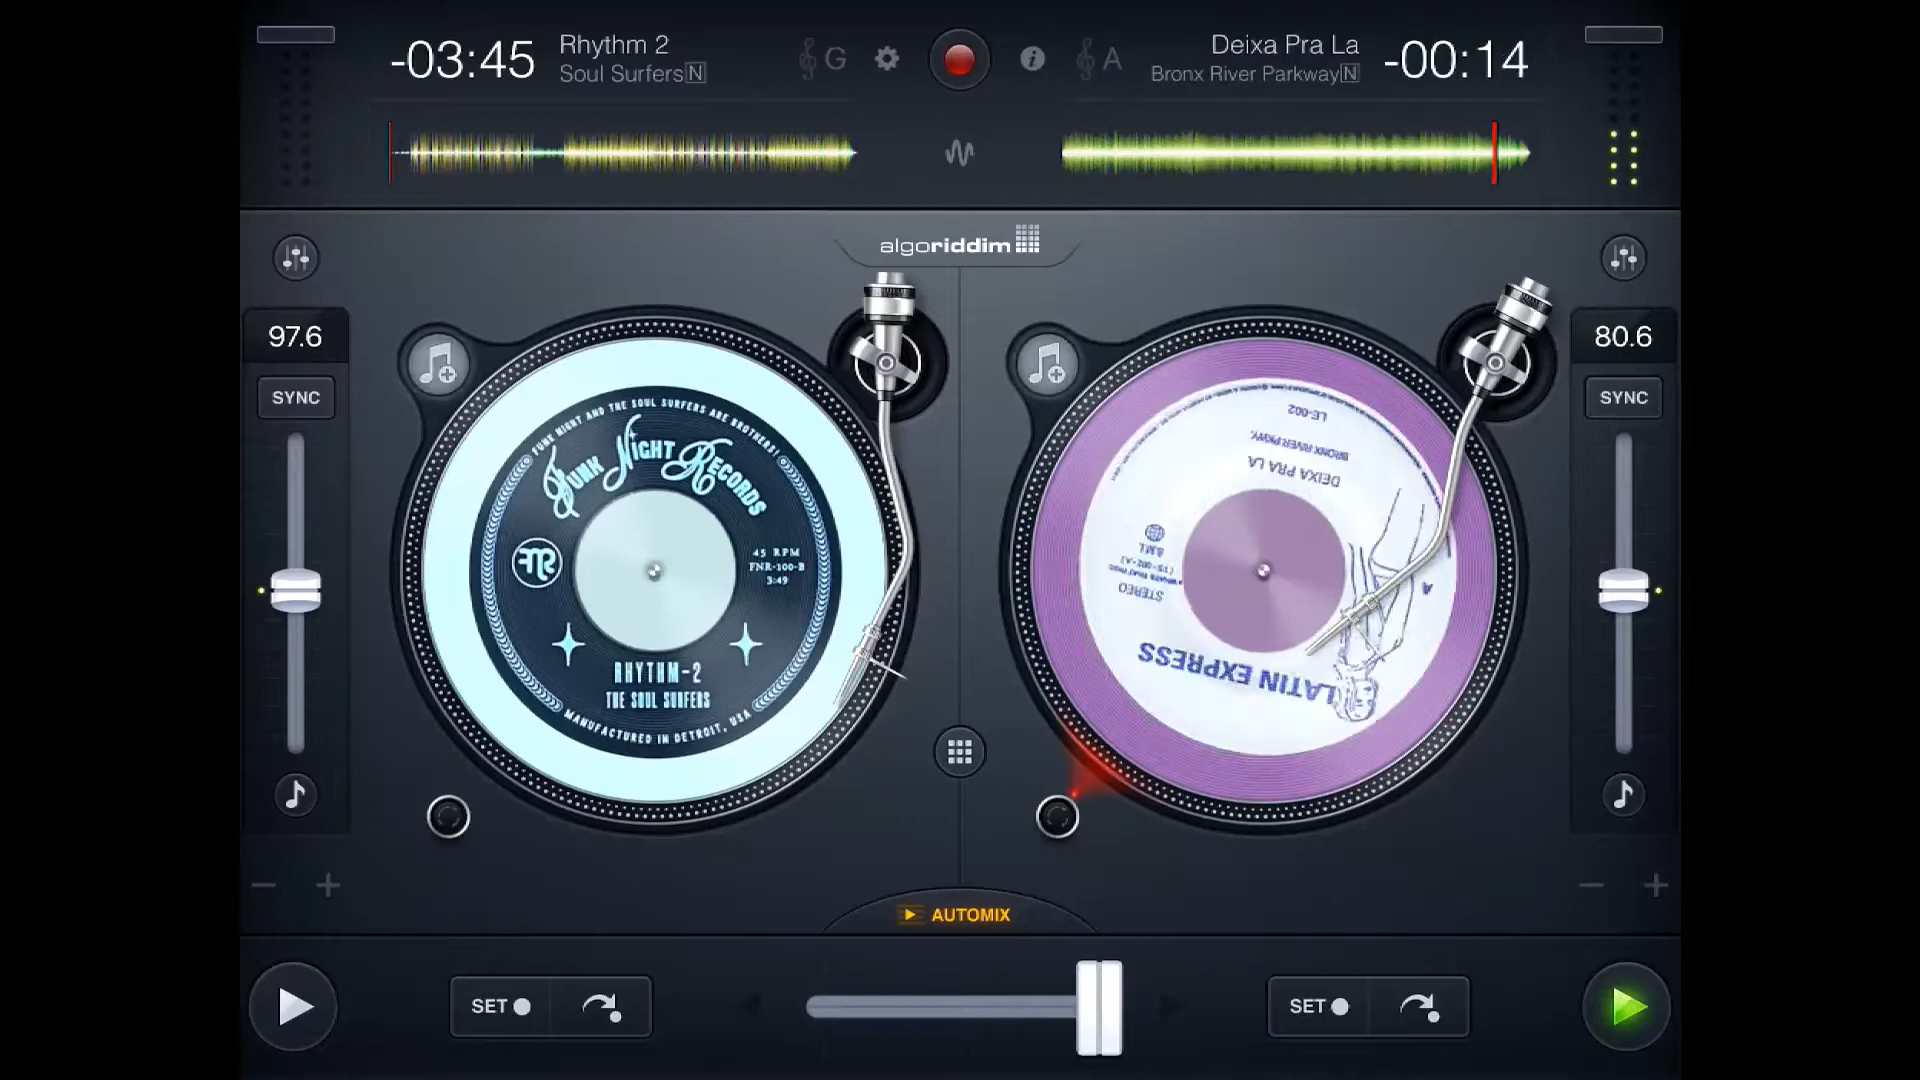 -03:45
Rhythm 2
Soul Surfers N
G
A
Deixa Pra La
Bronx River Parkway N
-00:14
algoriddim
97.6
SYNC
80.6
SYNC
FUNK NIGHT AND THE SOUL SURFERS ARE BROTHERS!
Funk Night Records
45 RPM
FNR-100-B
3:49
RHYTHM-2
THE SOUL SURFERS
MANUFACTURED IN DETROIT, USA
LATIN EXPRESS
STEREO
A
DEIXA PRA LA
BRONX RIVER PKWY.
LE-002
AUTOMIX
SET
SET